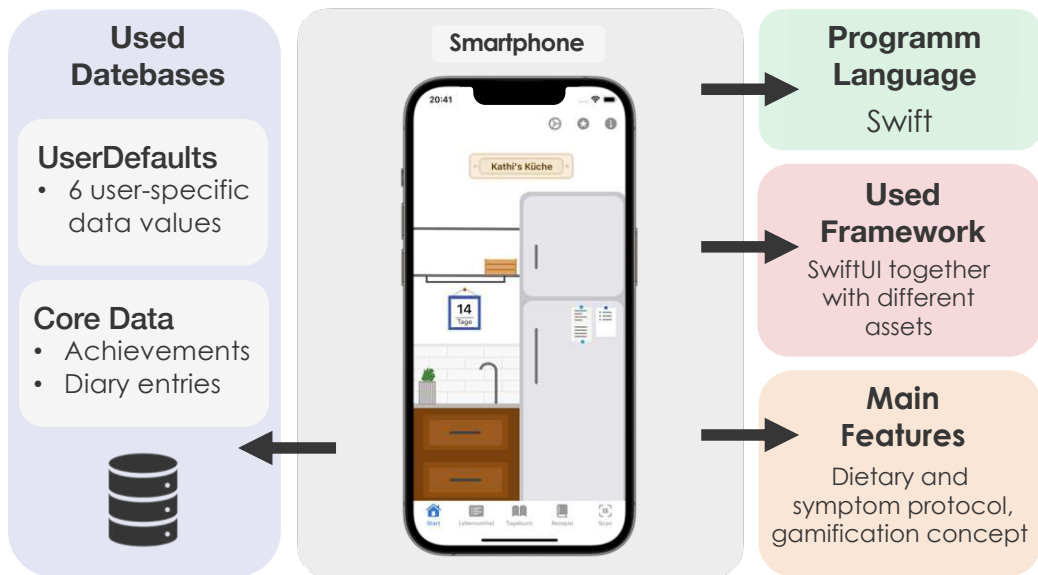 Used
Datebases
UserDefaults
• 6 user-specific
data values
Core Data
• Achievements
• Diary entries
Smartphone
20:41
Kathi's Küche
14
Tage
Start Lebensmittel Tagebuch Rezepte Scan
Programm
Language
Swift
Used
Framework
SwiftUI together
with different
assets
Main
Features
Dietary and
symptom protocol,
gamification concept